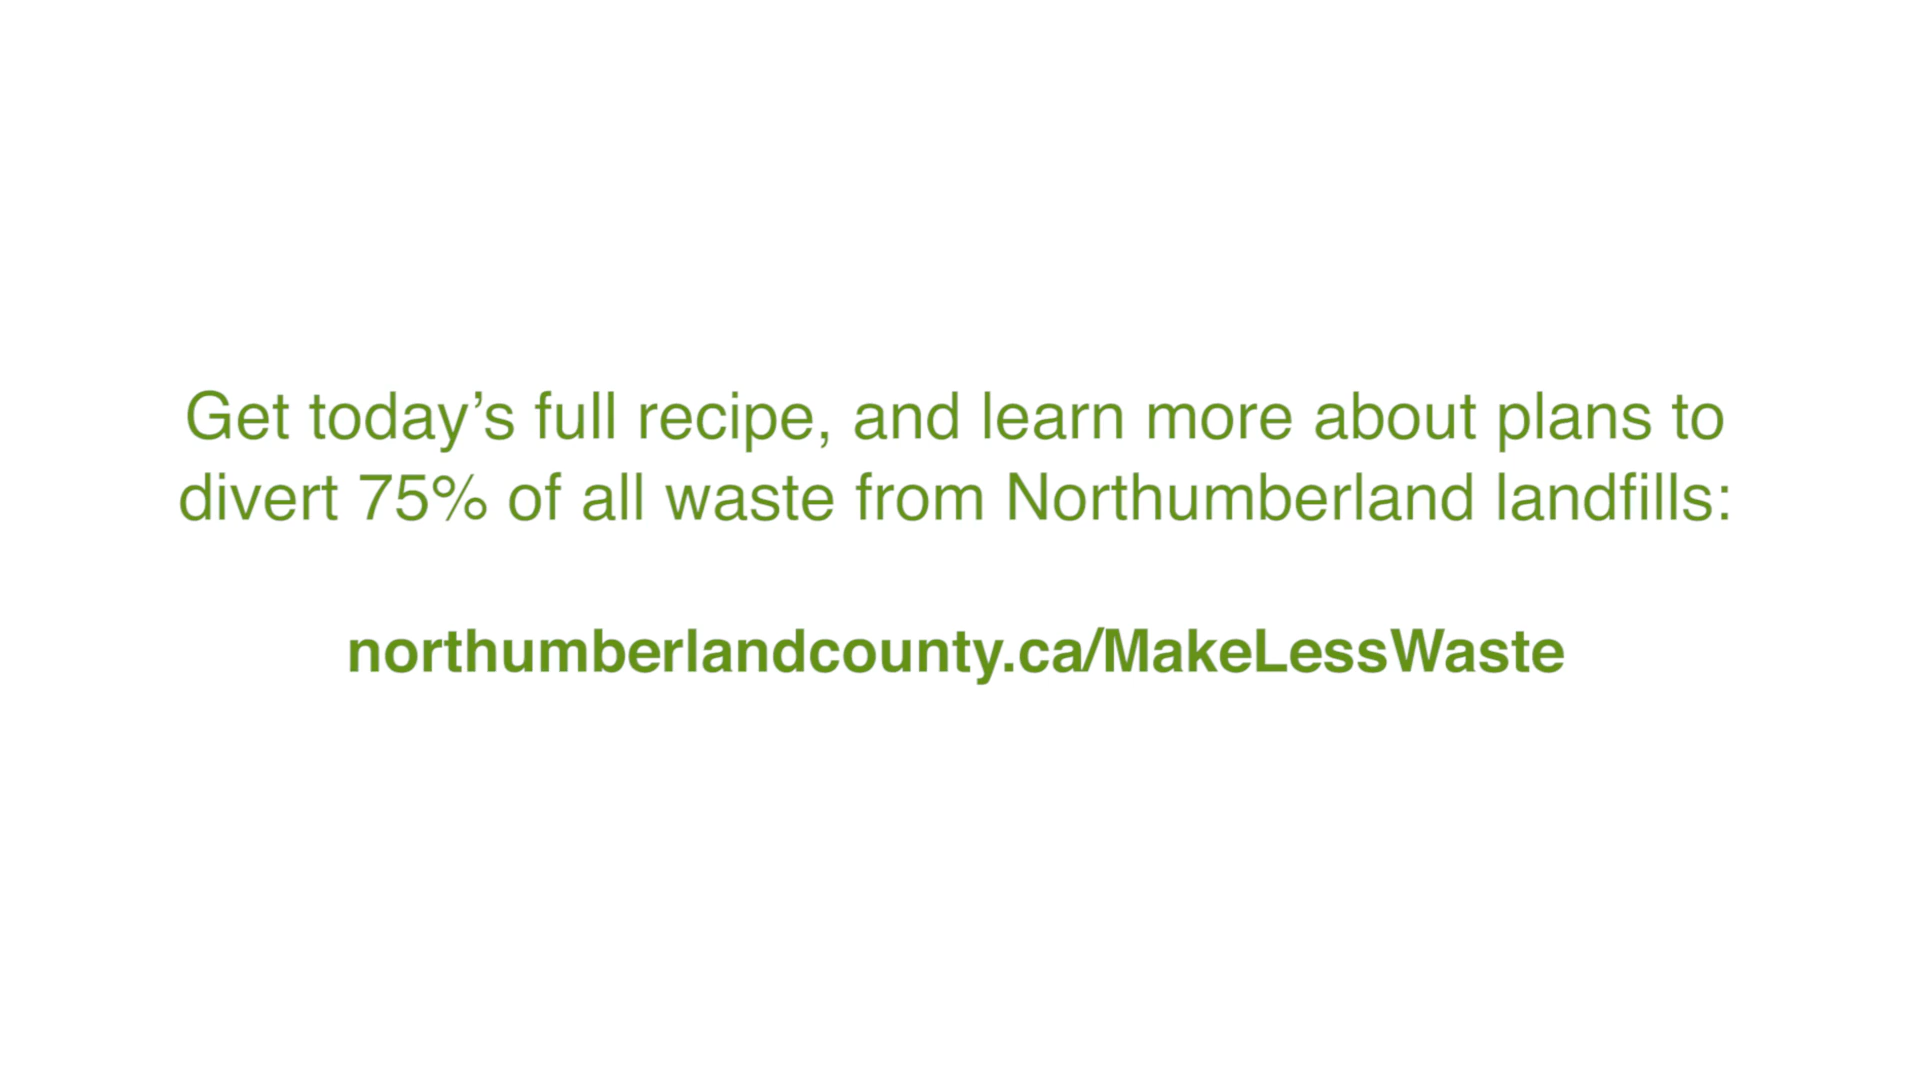 Get today’s full recipe, and learn more about plans to
divert 75% of all waste from Northumberland landfills:
northumberlandcounty.ca/MakeLessWaste